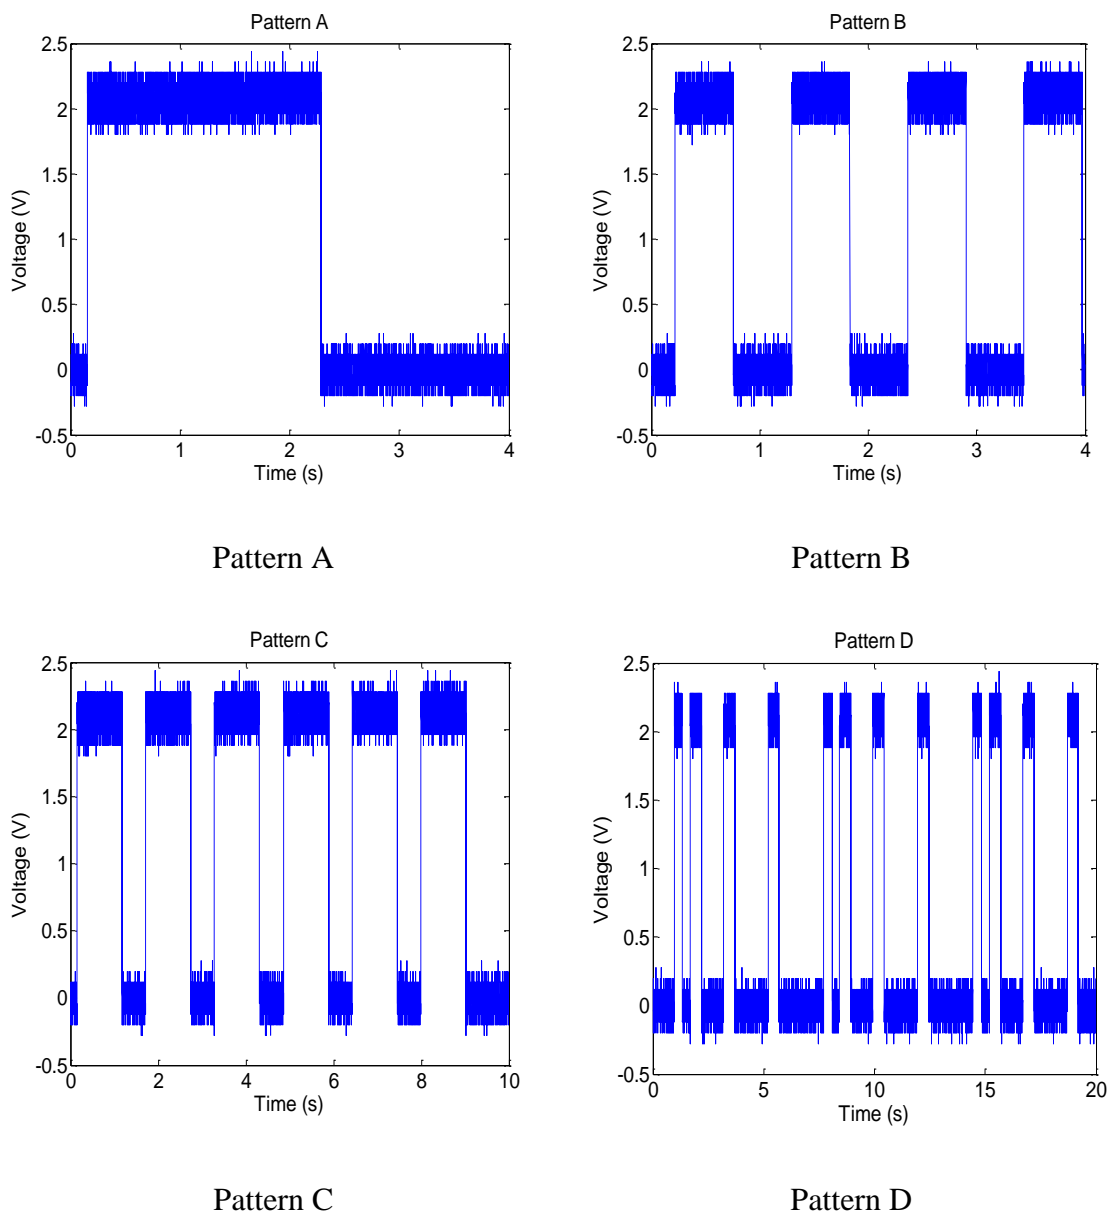 Pattern A
2.5
2
1.5
1
0.5
0
-0.5
0 1 2 3 4
Voltage (V)
Time (s)
Pattern B
2.5
2
1.5
1
0.5
0
-0.5
0 1 2 3 4
Voltage (V)
Time (s)
Pattern A
Pattern B
Pattern C
2.5
2
1.5
1
0.5
0
-0.5
0 2 4 6 8 10
Voltage (V)
Time (s)
Pattern D
2.5
2
1.5
1
0.5
0
-0.5
0 5 10 15 20
Voltage (V)
Time (s)
Pattern C
Pattern D